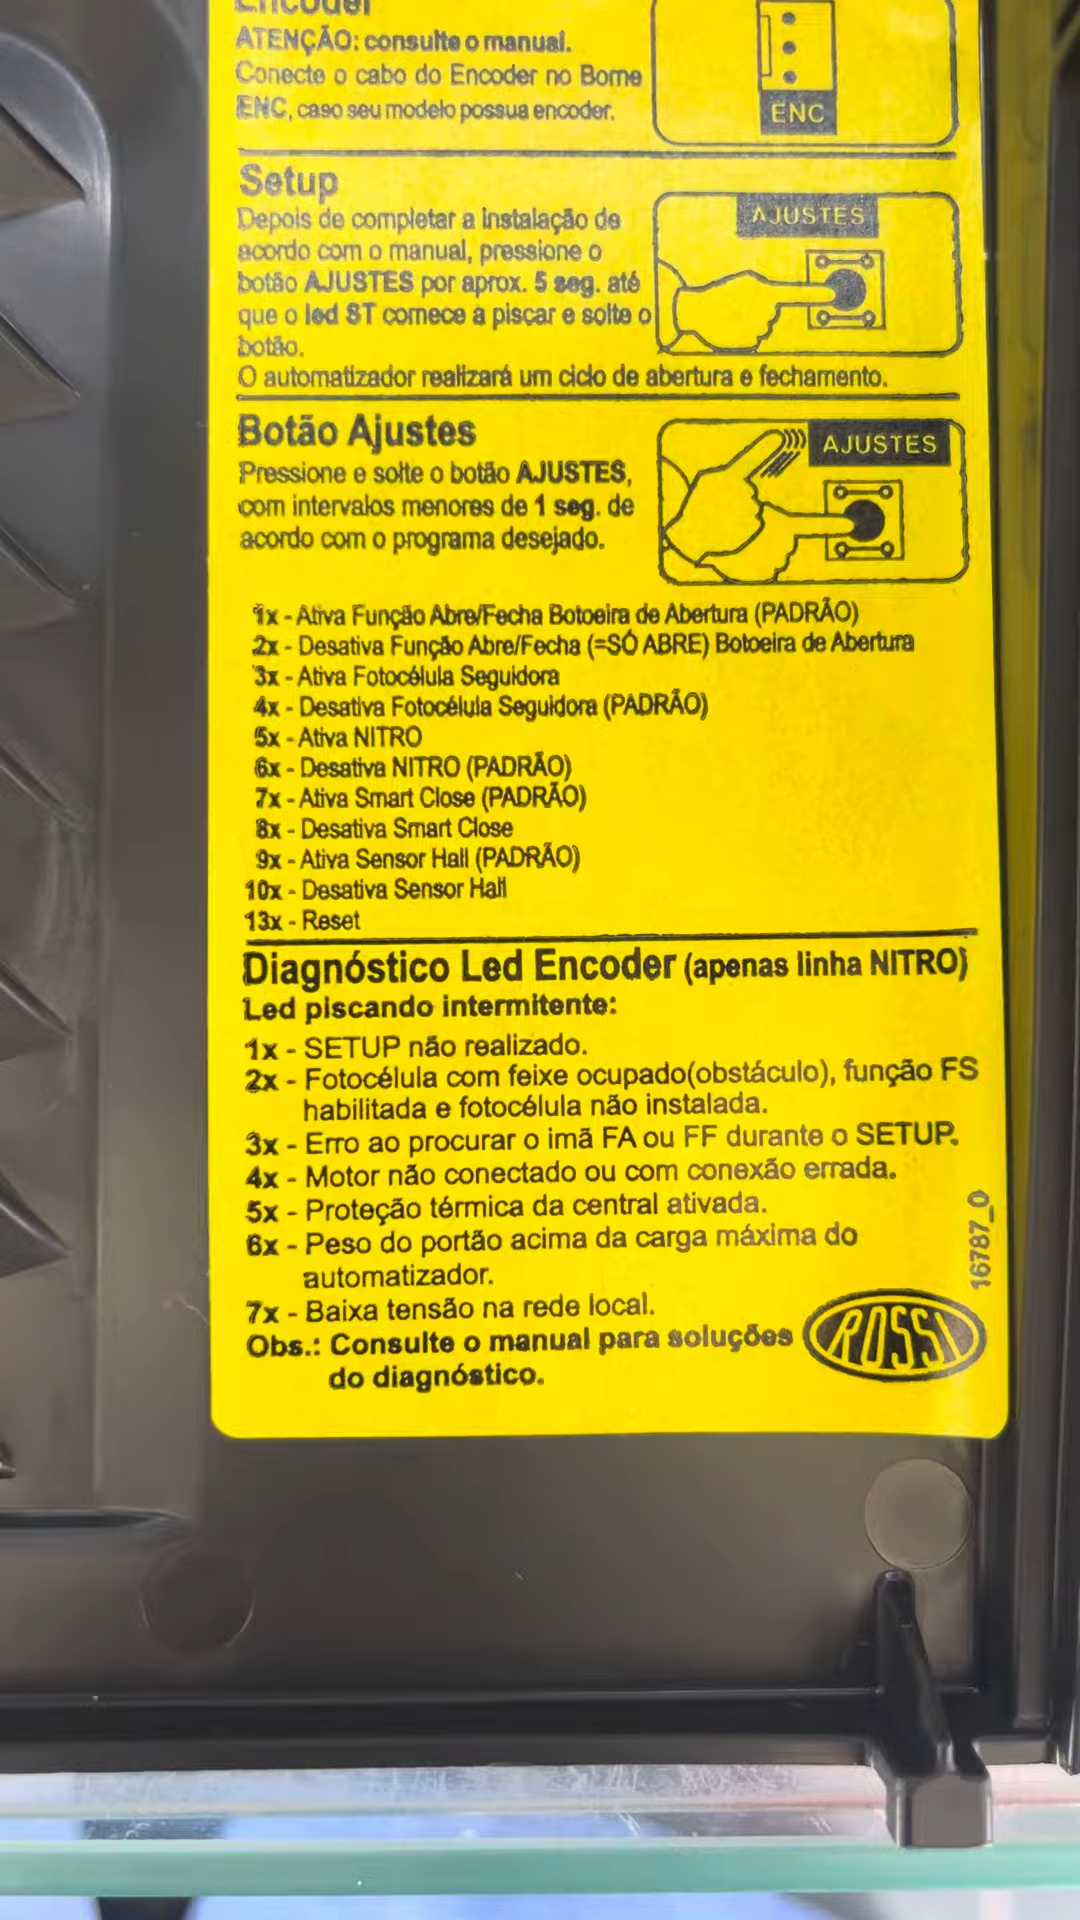 Encoder
ATENÇÃO: consulte o manual.
Conecte o cabo do Encoder no Borne
ENC, caso seu modelo possua encoder.
ENC
Setup
Depois de completar a instalação de
acordo com o manual, pressione o
botão AJUSTES por aprox. 5 seg. até
que o led ST comece a piscar e solte o
botão.
O automatizador realizará um ciclo de abertura e fechamento.
AJUSTES
Botão Ajustes
Pressione e solte o botão AJUSTES,
com intervalos menores de 1 seg. de
acordo com o programa desejado.
AJUSTES
1x - Ativa Função Abre/Fecha Botoeira de Abertura (PADRÃO)
2x - Desativa Função Abre/Fecha (=SÓ ABRE) Botoeira de Abertura
3x - Ativa Fotocélula Seguidora
4x - Desativa Fotocélula Seguidora (PADRÃO)
5x - Ativa NITRO
6x - Desativa NITRO (PADRÃO)
7x - Ativa Smart Close (PADRÃO)
8x - Desativa Smart Close
9x - Ativa Sensor Hall (PADRÃO)
10x - Desativa Sensor Hall
13x - Reset
Diagnóstico Led Encoder (apenas linha NITRO)
Led piscando intermitente:
1x - SETUP não realizado.
2x - Fotocélula com feixe ocupado(obstáculo), função FS
habilitada e fotocélula não instalada.
3x - Erro ao procurar o imã FA ou FF durante o SETUP.
4x - Motor não conectado ou com conexão errada.
5x - Proteção térmica da central ativada.
6x - Peso do portão acima da carga máxima do
automatizador.
7x - Baixa tensão na rede local.
Obs.: Consulte o manual para soluções
do diagnóstico.
16787_0
ROSSI